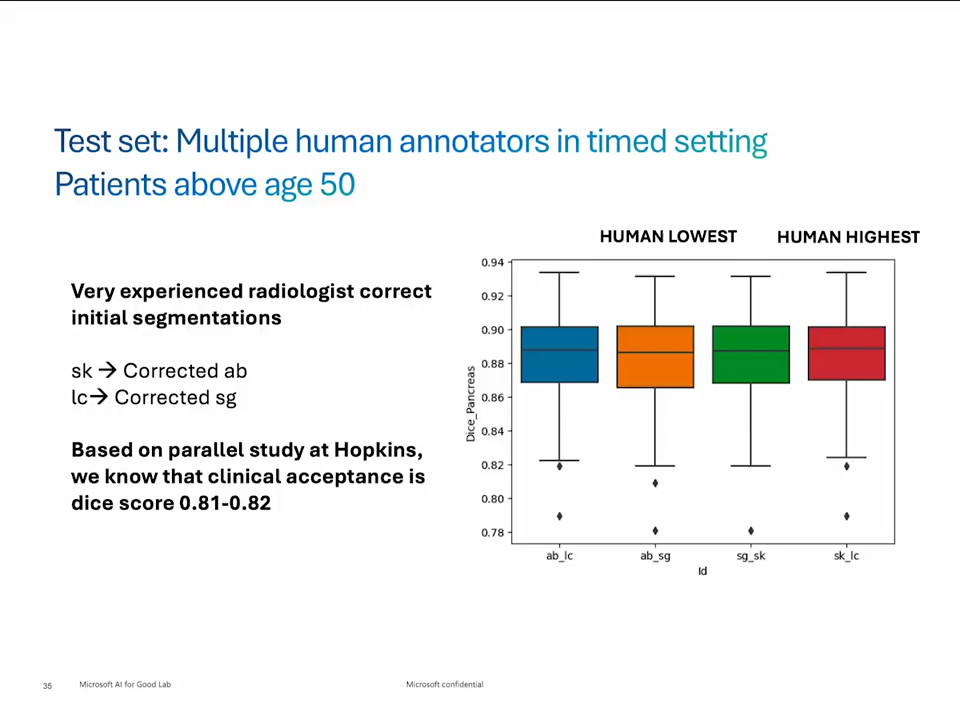 Test set: Multiple human annotators in timed setting
Patients above age 50
Very experienced radiologist correct
initial segmentations
sk → Corrected ab
lc→ Corrected sg
Based on parallel study at Hopkins,
we know that clinical acceptance is
dice score 0.81-0.82
HUMAN LOWEST
HUMAN HIGHEST
0.94
0.92
0.90
0.88
0.86
0.84
0.82
0.80
0.78
Dice_Pancreas
ab_lc
ab_sg
sg_sk
sk_lc
Id
35
Microsoft AI for Good Lab
Microsoft confidential